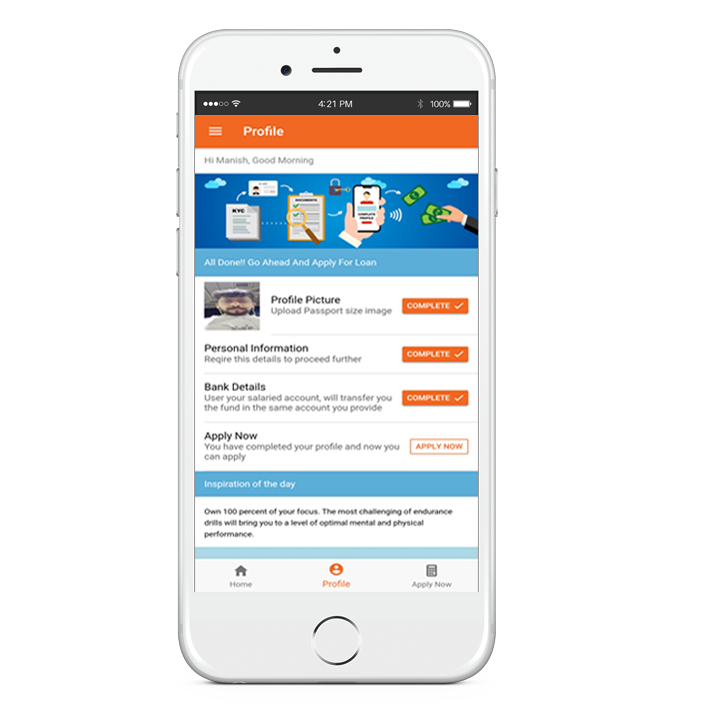 4:21 PM 100%
Profile
Hi Manish, Good Morning
KYC
DOCUMENTS
COMPLETE
PROFILE
All Done!! Go Ahead And Apply For Loan
Profile Picture
Upload Passport size image
COMPLETE
Personal Information
Reqire this details to proceed further
COMPLETE
Bank Details
User your salaried account, will transfer you
the fund in the same account you provide
COMPLETE
Apply Now
You have completed your profile and now you
can apply
APPLY NOW
Inspiration of the day
Own 100 percent of your focus. The most challenging of endurance
drills will bring you to a level of optimal mental and physical
performance.
Home Profile Apply Now